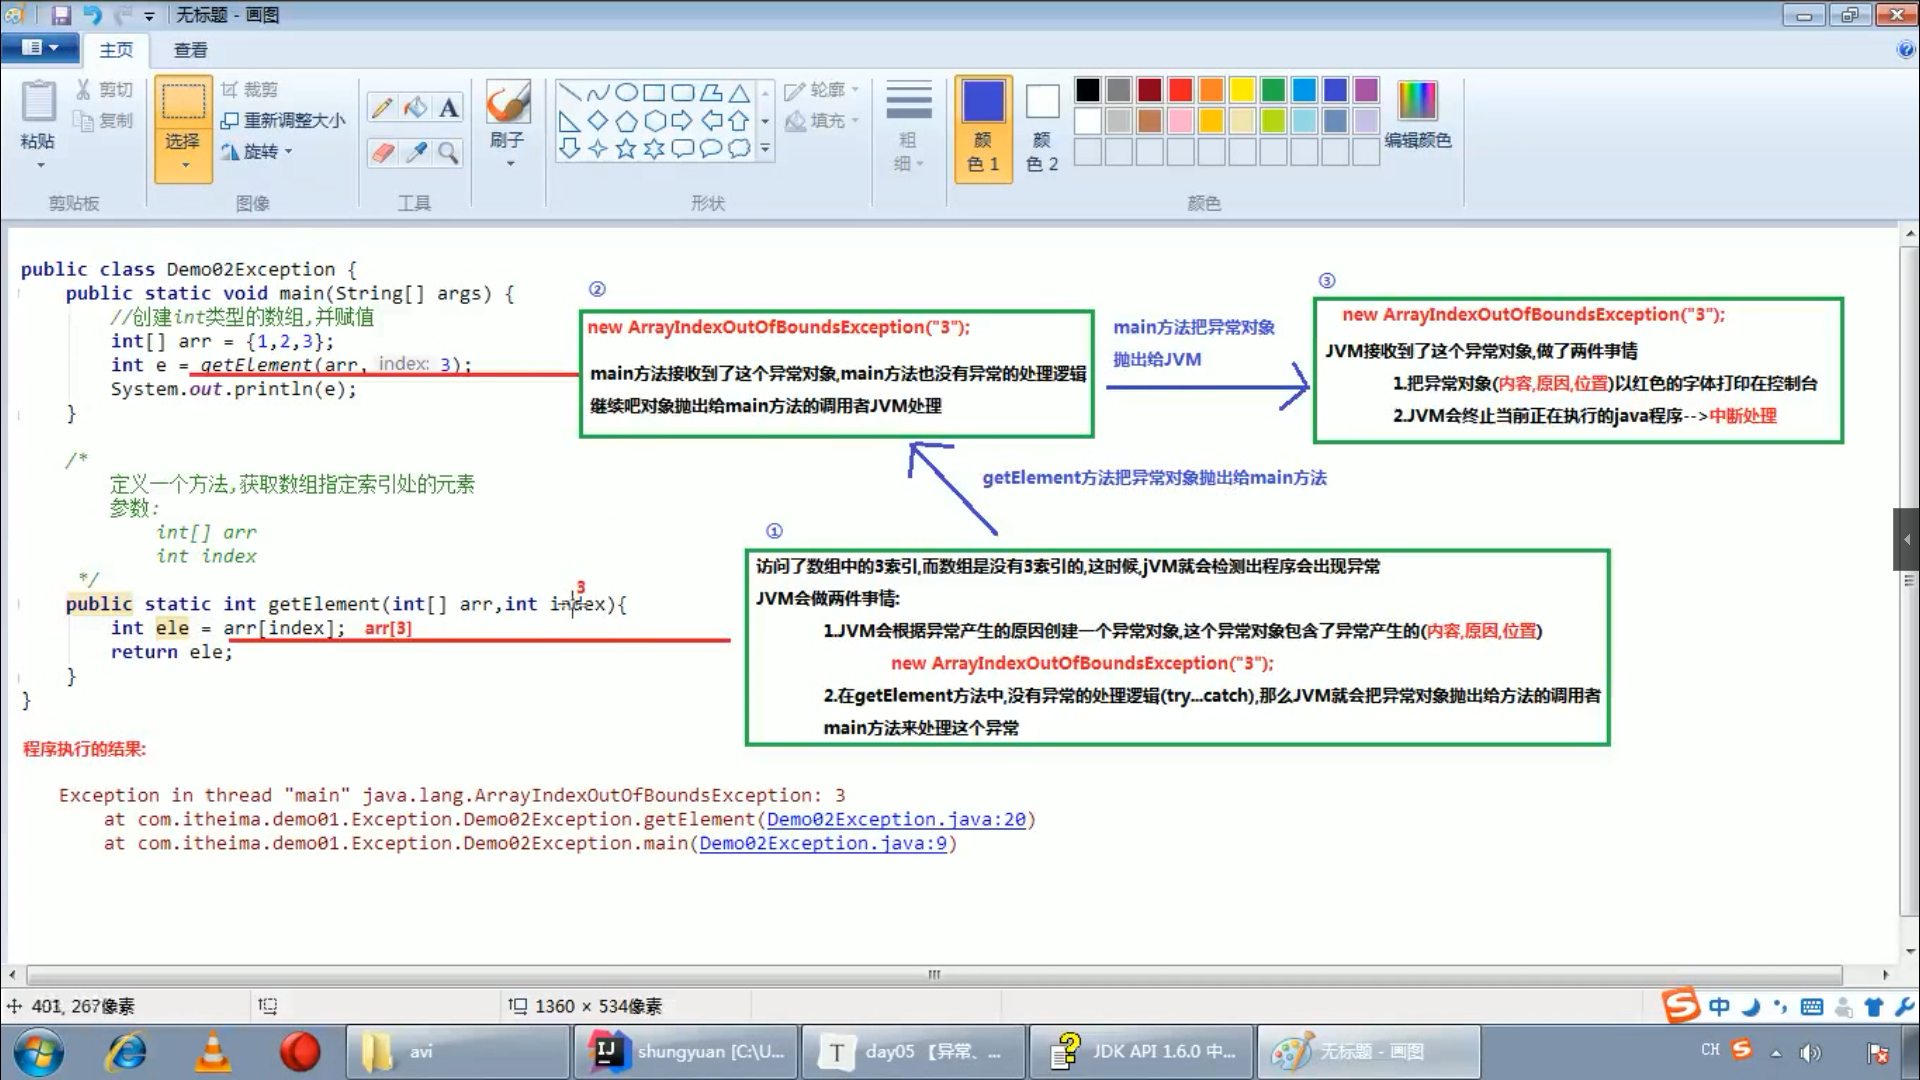 无标题 - 画图
主页
查看
粘贴
剪切
复制
剪贴板
选择
裁剪
重新调整大小
旋转
图像
A
工具
刷子
轮廓
填充
形状
粗
细
颜
色 1
颜
色 2
编辑颜色
颜色
public class Demo02Exception {
public static void main(String[] args) {
//创建int类型的数组,并赋值
int[] arr = {1,2,3};
int e = getElement(arr, index: 3);
System.out.println(e);
}
/*
定义一个方法,获取数组指定索引处的元素
参数:
int[] arr
int index
*/
3
public static int getElement(int[] arr,int index){
int ele = arr[index]; arr[3]
return ele;
}
}
②
new ArrayIndexOutOfBoundsException("3");
main方法接收到了这个异常对象,main方法也没有异常的处理逻辑
继续吧对象抛出给main方法的调用者JVM处理
main方法把异常对象
抛出给JVM
③
new ArrayIndexOutOfBoundsException("3");
JVM接收到了这个异常对象,做了两件事情
1.把异常对象(内容,原因,位置)以红色的字体打印在控制台
2.JVM会终止当前正在执行的java程序-->中断处理
getElement方法把异常对象抛出给main方法
①
访问了数组中的3索引,而数组是没有3索引的,这时候,jVM就会检测出程序会出现异常
JVM会做两件事情:
1.JVM会根据异常产生的原因创建一个异常对象,这个异常对象包含了异常产生的(内容,原因,位置)
new ArrayIndexOutOfBoundsException("3");
2.在getElement方法中,没有异常的处理逻辑(try...catch),那么JVM就会把异常对象抛出给方法的调用者
main方法来处理这个异常
程序执行的结果:
Exception in thread "main" java.lang.ArrayIndexOutOfBoundsException: 3
at com.itheima.demo01.Exception.Demo02Exception.getElement(Demo02Exception.java:20)
at com.itheima.demo01.Exception.Demo02Exception.main(Demo02Exception.java:9)
401, 267像素
1360 × 534像素
中
avi
shungyuan [C:\U...
day05 【异常、...
JDK API 1.6.0 中...
无标题 - 画图
CH